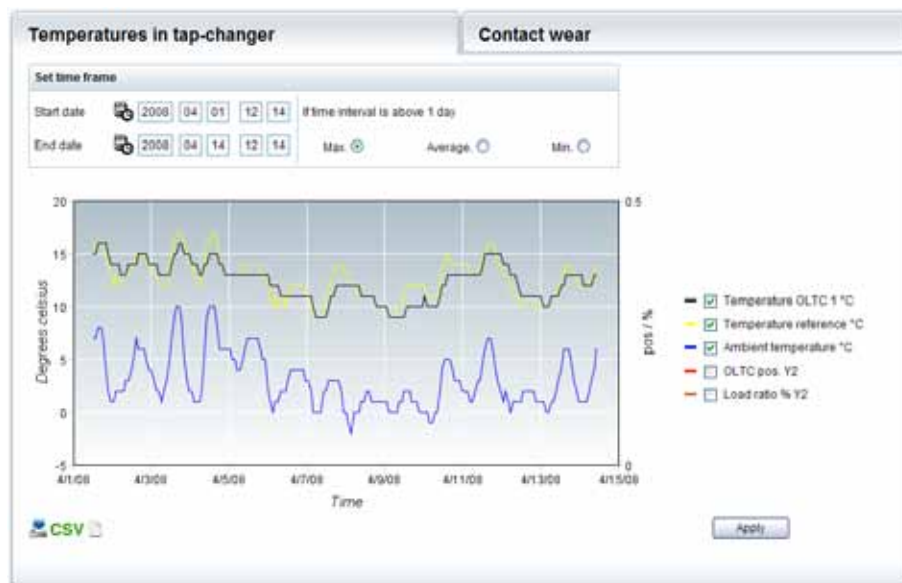 Temperatures in tap-changer
Contact wear
Set time frame
Start date 2008 04 01 12 14 If time interval is above 1 day
End date 2008 04 14 12 14 Max. Average. Min.
20 0.5
15
10
5
0
-5 0
Degrees celsius
pos / %
4/1/08 4/3/08 4/5/08 4/7/08 4/9/08 4/11/08 4/13/08 4/15/08
Time
Temperature OLTC 1 °C
Temperature reference °C
Ambient temperature °C
OLTC pos. Y2
Load ratio % Y2
CSV
Apply